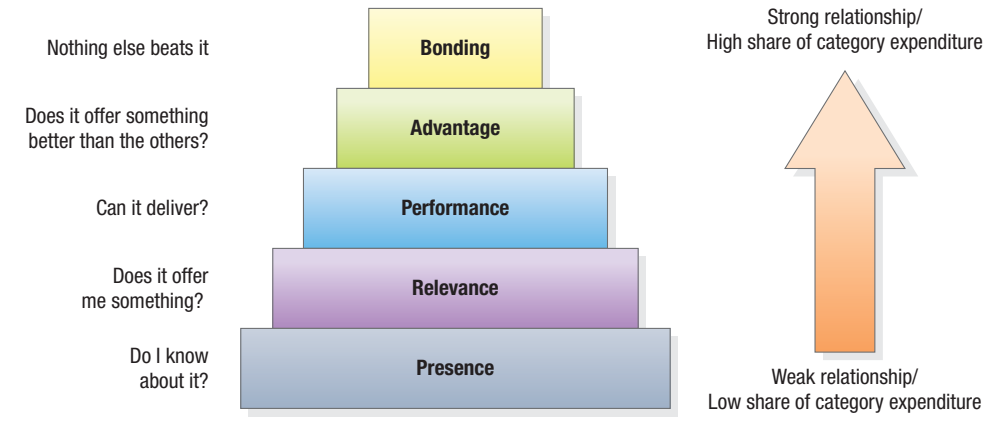 Nothing else beats it
Bonding
Strong relationship/
High share of category expenditure
Does it offer something
better than the others?
Advantage
Can it deliver?
Performance
Does it offer
me something?
Relevance
Do I know
about it?
Presence
Weak relationship/
Low share of category expenditure